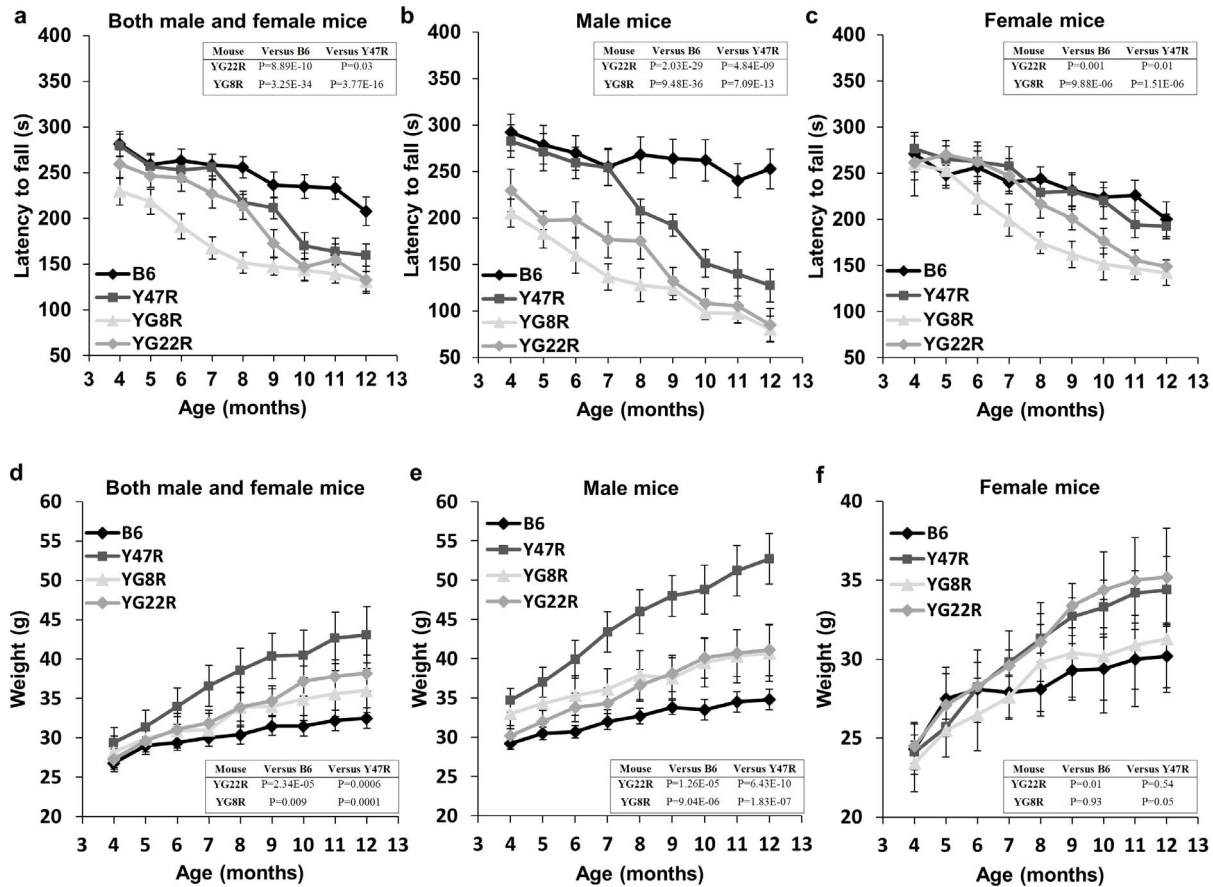 a
Both male and female mice
Mouse Versus B6 Versus Y47R
YG22R P=8.89E-10 P=0.03
YG8R P=3.25E-34 P=3.77E-16
Latency to fall (s)
400
350
300
250
200
150
100
50
B6
Y47R
YG8R
YG22R
3 4 5 6 7 8 9 10 11 12 13
Age (months)
b
Male mice
Mouse Versus B6 Versus Y47R
YG22R P=2.03E-29 P=4.84E-09
YG8R P=9.48E-36 P=7.09E-13
Latency to fall (s)
400
350
300
250
200
150
100
50
B6
Y47R
YG8R
YG22R
3 4 5 6 7 8 9 10 11 12 13
Age (months)
c
Female mice
Mouse Versus B6 Versus Y47R
YG22R P=0.001 P=0.01
YG8R P=9.88E-06 P=1.51E-06
Latency to fall (s)
400
350
300
250
200
150
100
50
B6
Y47R
YG8R
YG22R
3 4 5 6 7 8 9 10 11 12 13
Age (months)
d
Both male and female mice
Weight (g)
60
55
50
45
40
35
30
25
20
B6
Y47R
YG8R
YG22R
Mouse Versus B6 Versus Y47R
YG22R P=2.34E-05 P=0.0006
YG8R P=0.009 P=0.0001
3 4 5 6 7 8 9 10 11 12 13
Age (months)
e
Male mice
Weight (g)
60
55
50
45
40
35
30
25
20
B6
Y47R
YG8R
YG22R
Mouse Versus B6 Versus Y47R
YG22R P=1.26E-05 P=6.43E-10
YG8R P=9.04E-06 P=1.83E-07
3 4 5 6 7 8 9 10 11 12 13
Age (months)
f
Female mice
Weight (g)
40
35
30
25
20
B6
Y47R
YG8R
YG22R
Mouse Versus B6 Versus Y47R
YG22R P=0.01 P=0.54
YG8R P=0.93 P=0.05
3 4 5 6 7 8 9 10 11 12 13
Age (months)